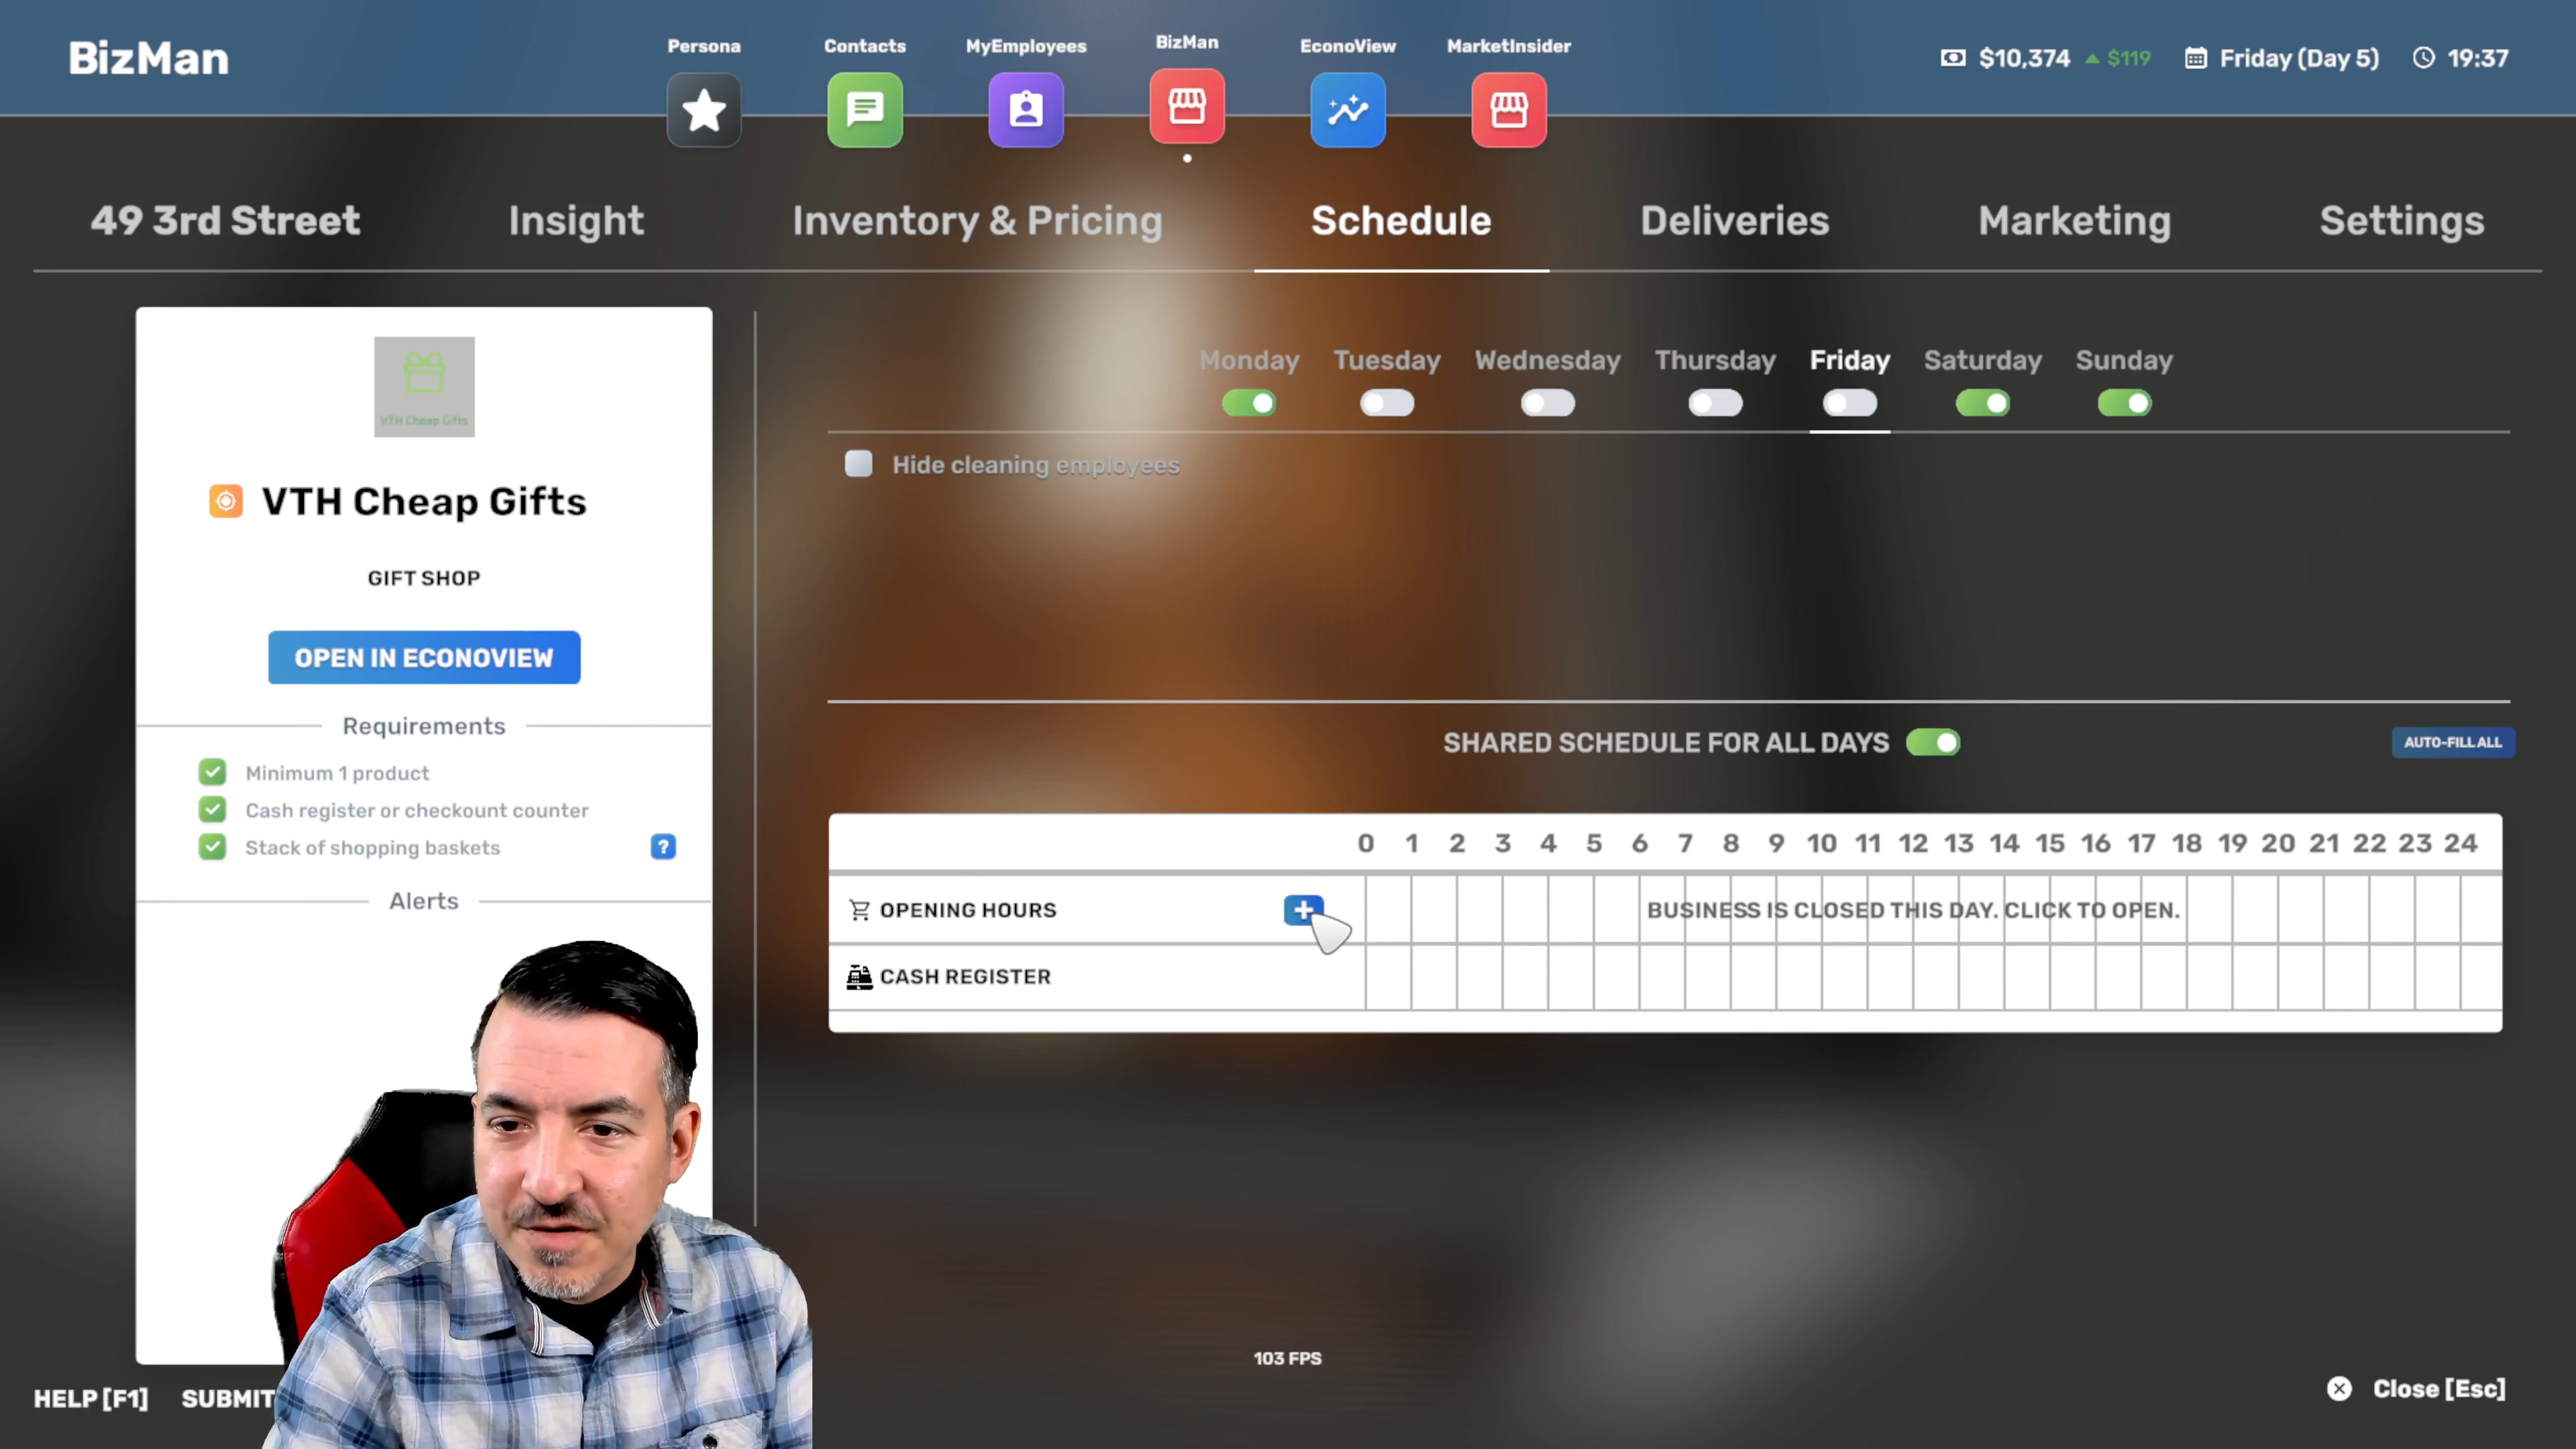 BizMan
Persona
Contacts
MyEmployees
BizMan
EconoView
MarketInsider
$10,374
$119
Friday (Day 5)
19:37
49 3rd Street
Insight
Inventory & Pricing
Schedule
Deliveries
Marketing
Settings
VTH Cheap Gifts
VTH Cheap Gifts
GIFT SHOP
OPEN IN ECONOVIEW
Requirements
Minimum 1 product
Cash register or checkount counter
Stack of shopping baskets
?
Alerts
Monday Tuesday Wednesday Thursday Friday Saturday Sunday
Hide cleaning employees
SHARED SCHEDULE FOR ALL DAYS
AUTO-FILL ALL
0 1 2 3 4 5 6 7 8 9 10 11 12 13 14 15 16 17 18 19 20 21 22 23 24
OPENING HOURS
BUSINESS IS CLOSED THIS DAY. CLICK TO OPEN.
CASH REGISTER
103 FPS
HELP [F1]
SUBMIT
Close [Esc]